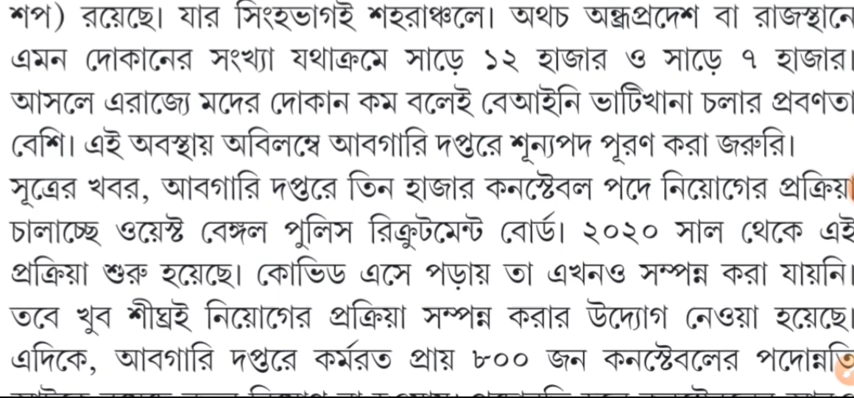 শপ) রয়েছে। যার সিংহভাগই শহরাঞ্চলে। অথচ অন্ধ্রপ্রদেশ বা রাজস্থানে
এমন দোকানের সংখ্যা যথাক্রমে সাড়ে ১২ হাজার ও সাড়ে ৭ হাজার।
আসলে এরাজ্যে মদের দোকান কম বলেই বেআইনি ভাটিখানা চলার প্রবণতা
বেশি। এই অবস্থায় অবিলম্বে আবগারি দপ্তরে শূন্যপদ পূরণ করা জরুরি।
সূত্রের খবর, আবগারি দপ্তরে তিন হাজার কনস্টেবল পদে নিয়োগের প্রক্রিয়া
চালাচ্ছে ওয়েস্ট বেঙ্গল পুলিস রিক্রুটমেন্ট বোর্ড। ২০২০ সাল থেকে এই
প্রক্রিয়া শুরু হয়েছে। কোভিড এসে পড়ায় তা এখনও সম্পন্ন করা যায়নি।
তবে খুব শীঘ্রই নিয়োগের প্রক্রিয়া সম্পন্ন করার উদ্যোগ নেওয়া হয়েছে।
এদিকে, আবগারি দপ্তরে কর্মরত প্রায় ৮০০ জন কনস্টেবলের পদোন্নতি